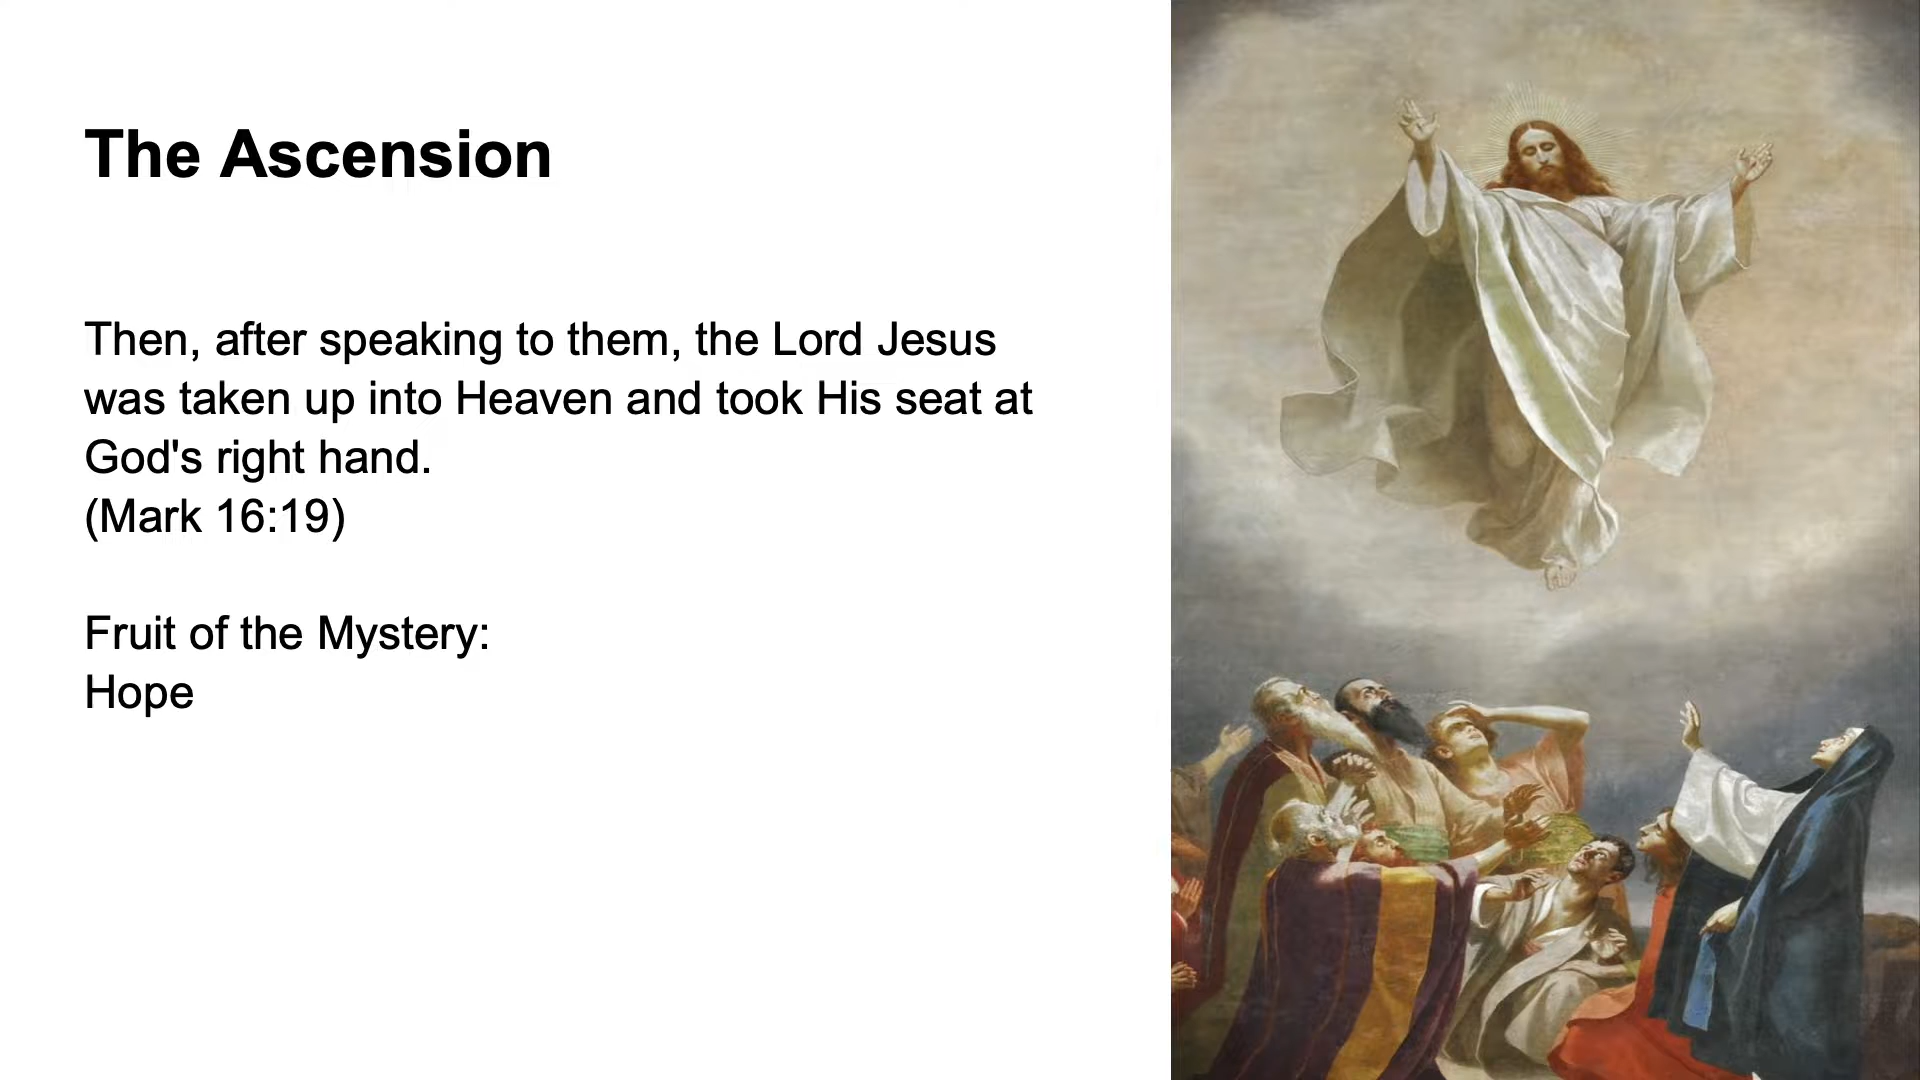 The Ascension
Then, after speaking to them, the Lord Jesus
was taken up into Heaven and took His seat at
God's right hand.
(Mark 16:19)
Fruit of the Mystery:
Hope